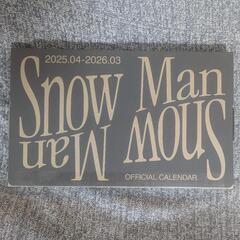 2025.04-2026.03
Snow Man
Snow Man
OFFICIAL CALENDAR